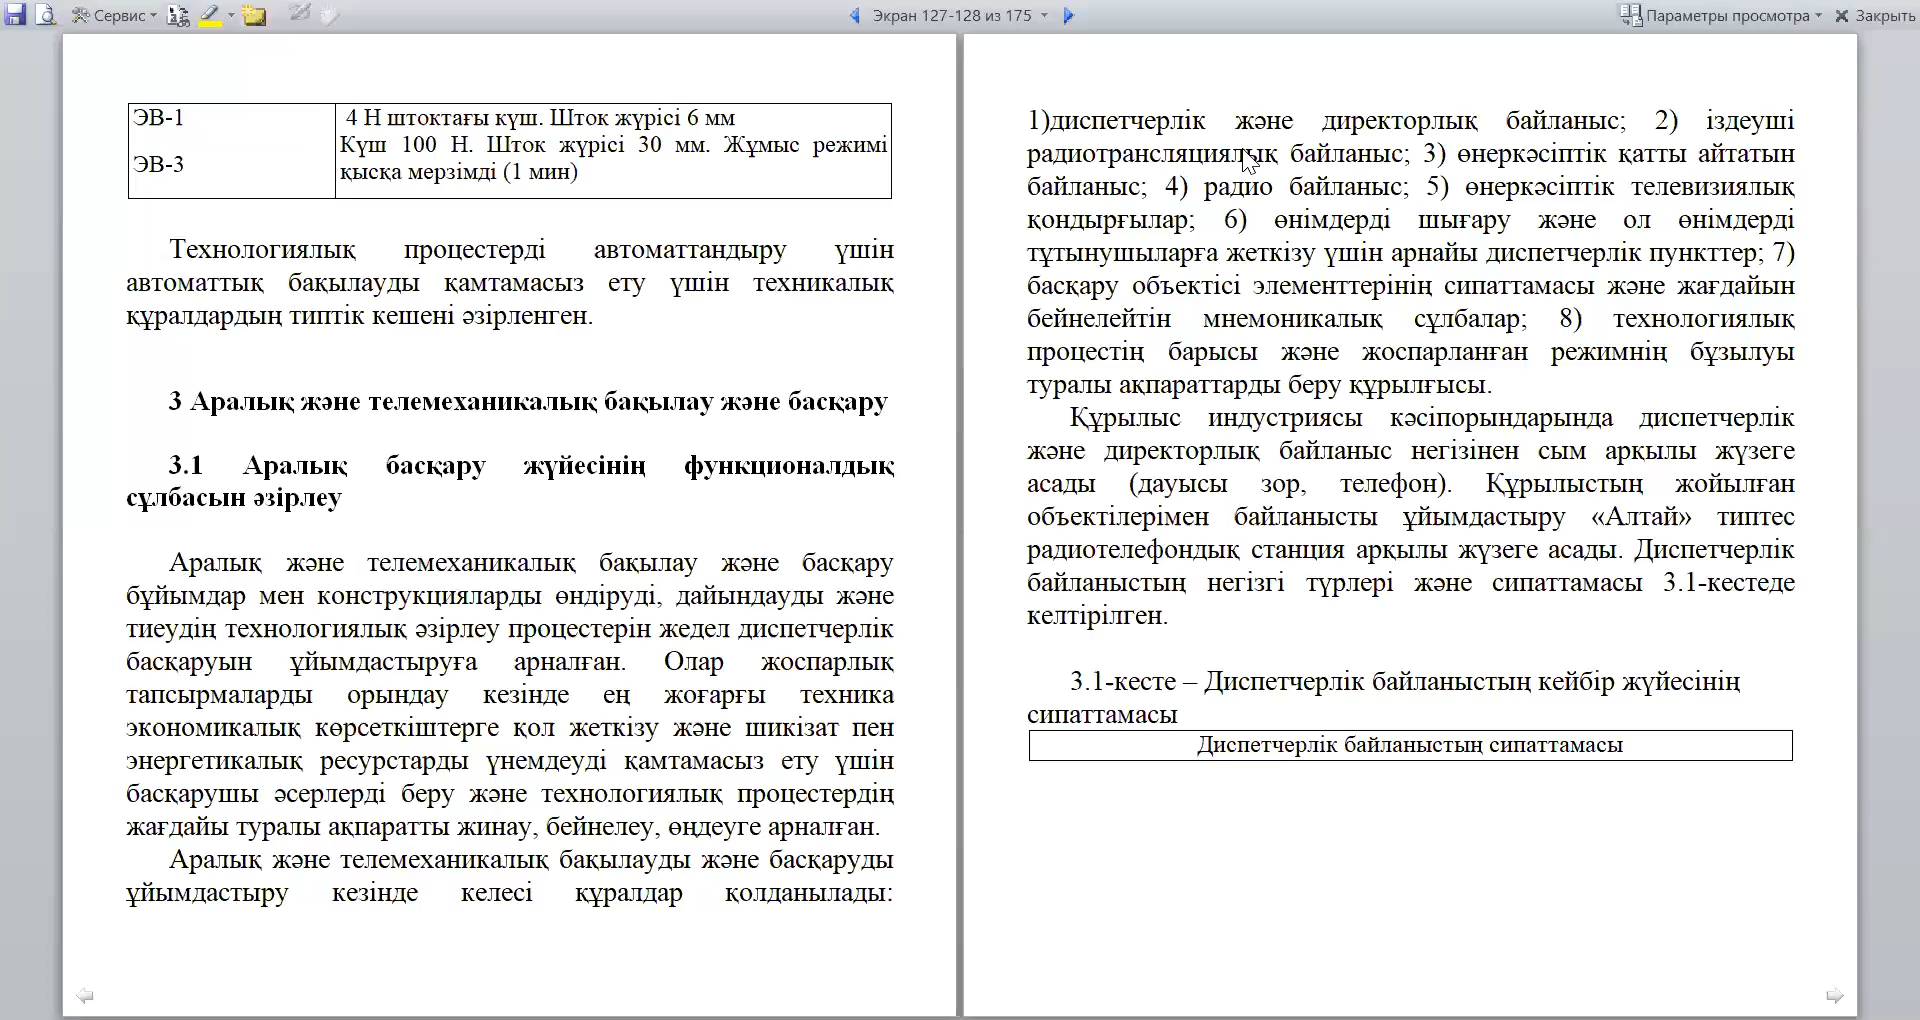 Сервис
Экран 127-128 из 175
Параметры просмотра
Закрыть
ЭВ-1
4 Н штоктағы күш. Шток жүрісі 6 мм
ЭВ-3
Күш 100 Н. Шток жүрісі 30 мм. Жұмыс режимі
қысқа мерзімді (1 мин)
Технологиялық процестерді автоматтандыру үшін
автоматтық бақылауды қамтамасыз ету үшін техникалық
құралдардың типтік кешені әзірленген.
3 Аралық және телемеханикалық бақылау және басқару
3.1 Аралық басқару жүйесінің функционалдық
сұлбасын әзірлеу
Аралық және телемеханикалық бақылау және басқару
бұйымдар мен конструкцияларды өндіруді, дайындауды және
тиеудің технологиялық әзірлеу процестерін жедел диспетчерлік
басқаруын ұйымдастыруға арналған. Олар жоспарлық
тапсырмаларды орындау кезінде ең жоғарғы техника
экономикалық көрсеткіштерге қол жеткізу және шикізат пен
энергетикалық ресурстарды үнемдеуді қамтамасыз ету үшін
басқарушы әсерлерді беру және технологиялық процестердің
жағдайы туралы ақпаратты жинау, бейнелеу, өңдеуге арналған.
Аралық және телемеханикалық бақылауды және басқаруды
ұйымдастыру кезінде келесі құралдар қолданылады:
1)диспетчерлік және директорлық байланыс; 2) іздеуші
радиотрансляциялық байланыс; 3) өнеркәсіптік қатты айтатын
байланыс; 4) радио байланыс; 5) өнеркәсіптік телевизиялық
қондырғылар; 6) өнімдерді шығару және ол өнімдерді
тұтынушыларға жеткізу үшін арнайы диспетчерлік пункттер; 7)
басқару объектісі элементтерінің сипаттамасы және жағдайын
бейнелейтін мнемоникалық сұлбалар; 8) технологиялық
процестің барысы және жоспарланған режимнің бұзылуы
туралы ақпараттарды беру құрылғысы.
Құрылыс индустриясы кәсіпорындарында диспетчерлік
және директорлық байланыс негізінен сым арқылы жүзеге
асады (дауысы зор, телефон). Құрылыстың жойылған
объектілерімен байланысты ұйымдастыру «Алтай» типтес
радиотелефондық станция арқылы жүзеге асады. Диспетчерлік
байланыстың негізгі түрлері және сипаттамасы 3.1-кестеде
келтірілген.
3.1-кесте – Диспетчерлік байланыстың кейбір жүйесінің
сипаттамасы
Диспетчерлік байланыстың сипаттамасы